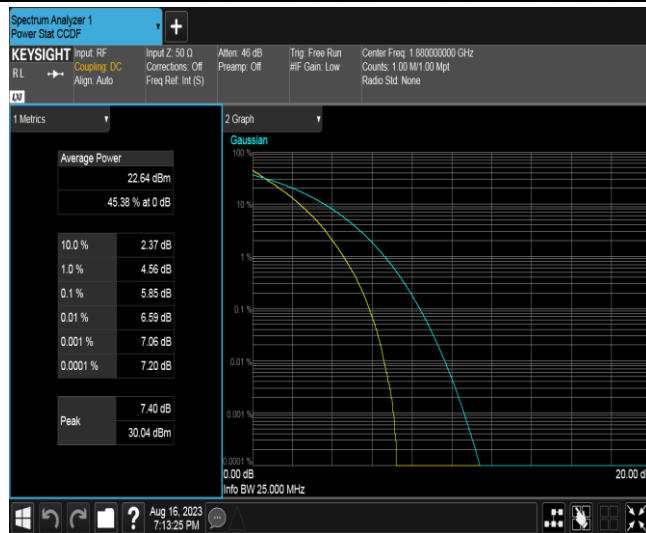 Spectrum Analyzer 1
Power Stat CCDF
+
KEYSIGHT
RL
Input: RF
Coupling: DC
Align: Auto
Input Z: 50 Ω
Corrections: Off
Freq Ref: Int (S)
Atten: 46 dB
Preamp: Off
Trig: Free Run
#IF Gain: Low
Center Freq: 1.880000000 GHz
Counts: 1.00 M/1.00 Mpt
Radio Std: None
LXI
1 Metrics
Average Power
22.64 dBm
45.38 % at 0 dB
10.0 % 2.37 dB
1.0 % 4.56 dB
0.1 % 5.85 dB
0.01 % 6.59 dB
0.001 % 7.06 dB
0.0001 % 7.20 dB
Peak
7.40 dB
30.04 dBm
2 Graph
Gaussian
100 %
10 %
1 %
0.1 %
0.01 %
0.001 %
0.0001 %
0.00 dB
20.00 d
Info BW 25.000 MHz
?
Aug 16, 2023
7:13:25 PM